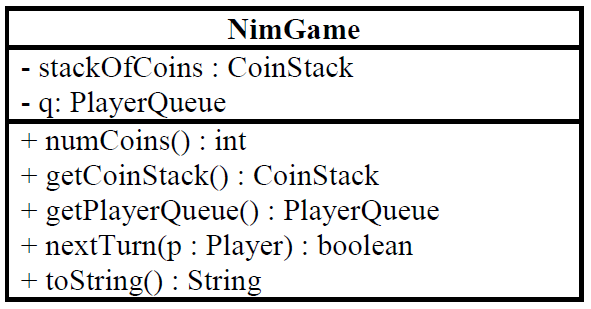 NimGame
- stackOfCoins : CoinStack
- q: PlayerQueue
+ numCoins() : int
+ getCoinStack() : CoinStack
+ getPlayerQueue() : PlayerQueue
+ nextTurn(p : Player) : boolean
+ toString() : String